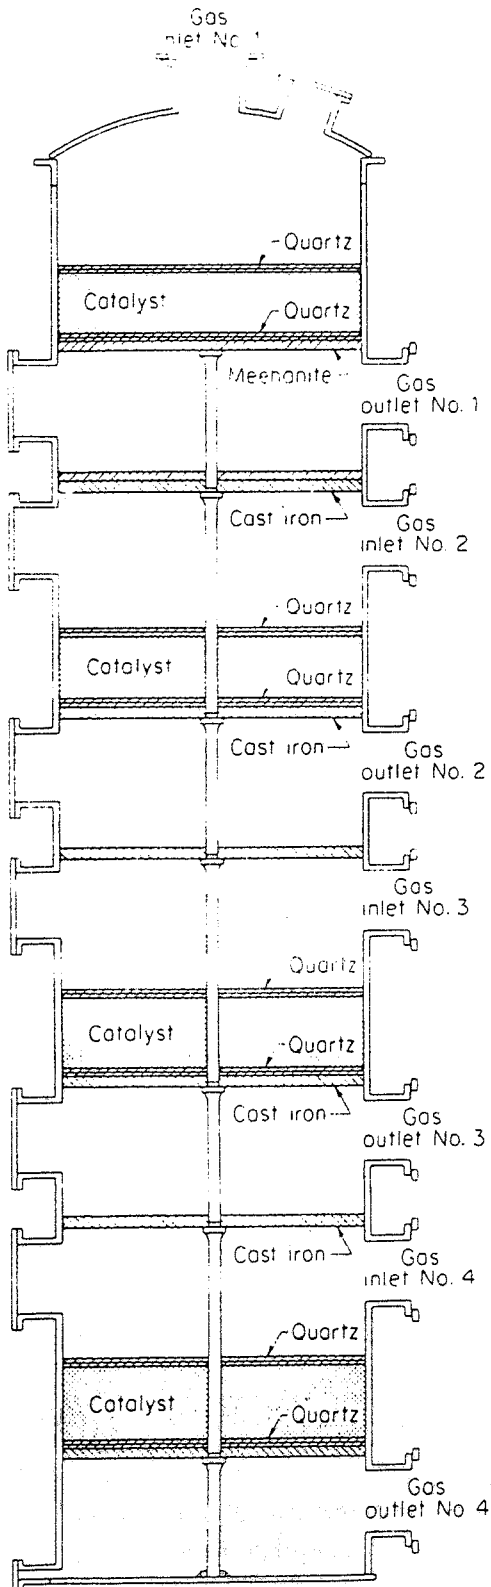 Gas
inlet No. 1
Quartz
Catalyst
Quartz
Meehanite
Gas
outlet No. 1
Cast iron
Gas
inlet No. 2
Quartz
Catalyst
Quartz
Cast iron
Gas
outlet No. 2
Gas
inlet No. 3
Quartz
Catalyst
Quartz
Cast iron
Gas
outlet No. 3
Cast iron
Gas
inlet No. 4
Quartz
Catalyst
Quartz
Gas
outlet No 4